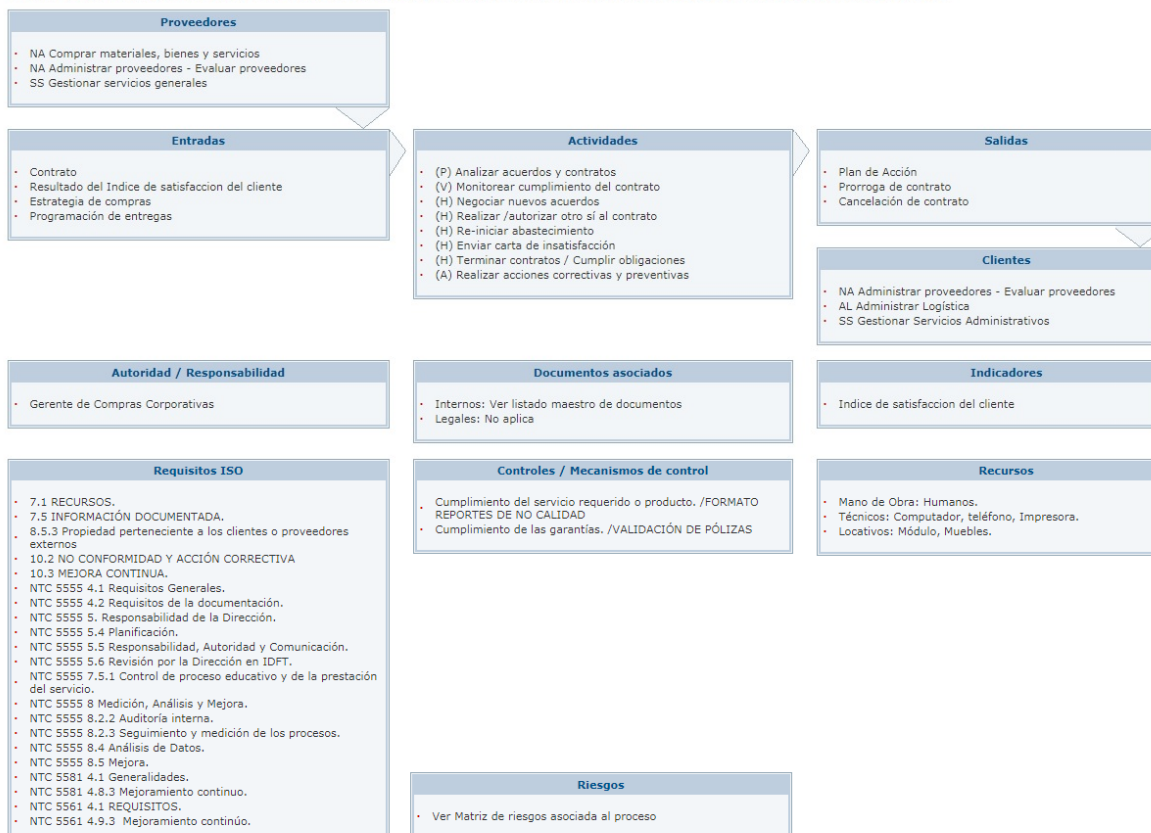 Proveedores
NA Comprar materiales, bienes y servicios
NA Administrar proveedores - Evaluar proveedores
SS Gestionar servicios generales
Entradas
Contrato
Resultado del Indice de satisfaccion del cliente
Estrategia de compras
Programación de entregas
Actividades
(P) Analizar acuerdos y contratos
(V) Monitorear cumplimiento del contrato
(H) Negociar nuevos acuerdos
(H) Realizar /autorizar otro sí al contrato
(H) Re-iniciar abastecimiento
(H) Enviar carta de insatisfacción
(H) Terminar contratos / Cumplir obligaciones
(A) Realizar acciones correctivas y preventivas
Salidas
Plan de Acción
Prorroga de contrato
Cancelación de contrato
Clientes
NA Administrar proveedores - Evaluar proveedores
AL Administrar Logística
SS Gestionar Servicios Administrativos
Autoridad / Responsabilidad
Gerente de Compras Corporativas
Documentos asociados
Internos: Ver listado maestro de documentos
Legales: No aplica
Indicadores
Indice de satisfaccion del cliente
Requisitos ISO
7.1 RECURSOS.
7.5 INFORMACIÓN DOCUMENTADA.
8.5.3 Propiedad perteneciente a los clientes o proveedores
externos
10.2 NO CONFORMIDAD Y ACCIÓN CORRECTIVA
10.3 MEJORA CONTINUA.
NTC 5555 4.1 Requisitos Generales.
NTC 5555 4.2 Requisitos de la documentación.
NTC 5555 5. Responsabilidad de la Dirección.
NTC 5555 5.4 Planificación.
NTC 5555 5.5 Responsabilidad, Autoridad y Comunicación.
NTC 5555 5.6 Revisión por la Dirección en IDFT.
NTC 5555 7.5.1 Control de proceso educativo y de la prestación
del servicio.
NTC 5555 8 Medición, Análisis y Mejora.
NTC 5555 8.2.2 Auditoría interna.
NTC 5555 8.2.3 Seguimiento y medición de los procesos.
NTC 5555 8.4 Análisis de Datos.
NTC 5555 8.5 Mejora.
NTC 5581 4.1 Generalidades.
NTC 5581 4.8.3 Mejoramiento continuo.
NTC 5561 4.1 REQUISITOS.
NTC 5561 4.9.3 Mejoramiento continúo.
Controles / Mecanismos de control
Cumplimiento del servicio requerido o producto. /FORMATO
REPORTES DE NO CALIDAD
Cumplimiento de las garantías. /VALIDACIÓN DE PÓLIZAS
Recursos
Mano de Obra: Humanos.
Técnicos: Computador, teléfono, Impresora.
Locativos: Módulo, Muebles.
Riesgos
Ver Matriz de riesgos asociada al proceso